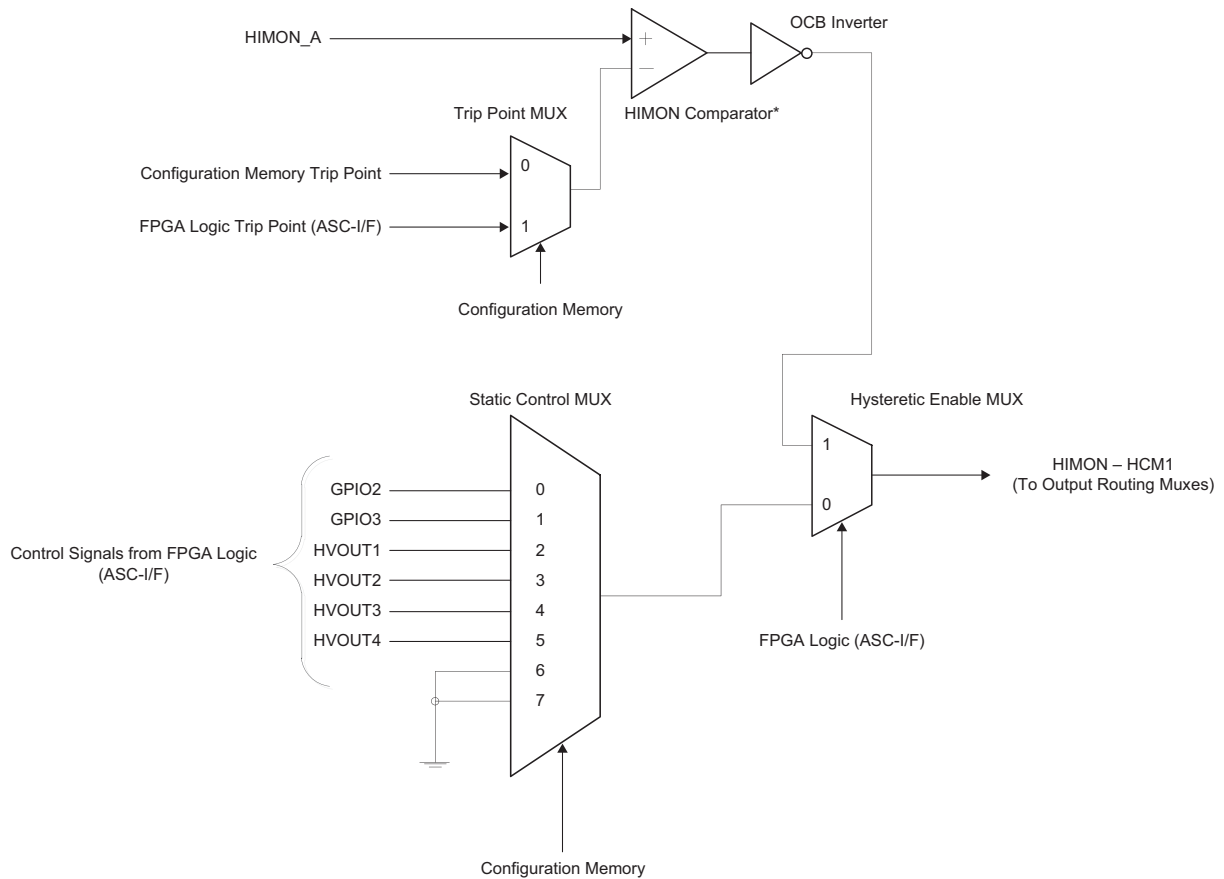 OCB Inverter
HIMON_A
+
—
Trip Point MUX
HIMON Comparator*
Configuration Memory Trip Point
0
FPGA Logic Trip Point (ASC-I/F)
1
Configuration Memory
Static Control MUX
Hysteretic Enable MUX
1
HIMON – HCM1
(To Output Routing Muxes)
0
Control Signals from FPGA Logic
(ASC-I/F)
GPIO2
0
GPIO3
1
HVOUT1
2
HVOUT2
3
HVOUT3
4
HVOUT4
5
6
7
FPGA Logic (ASC-I/F)
Configuration Memory